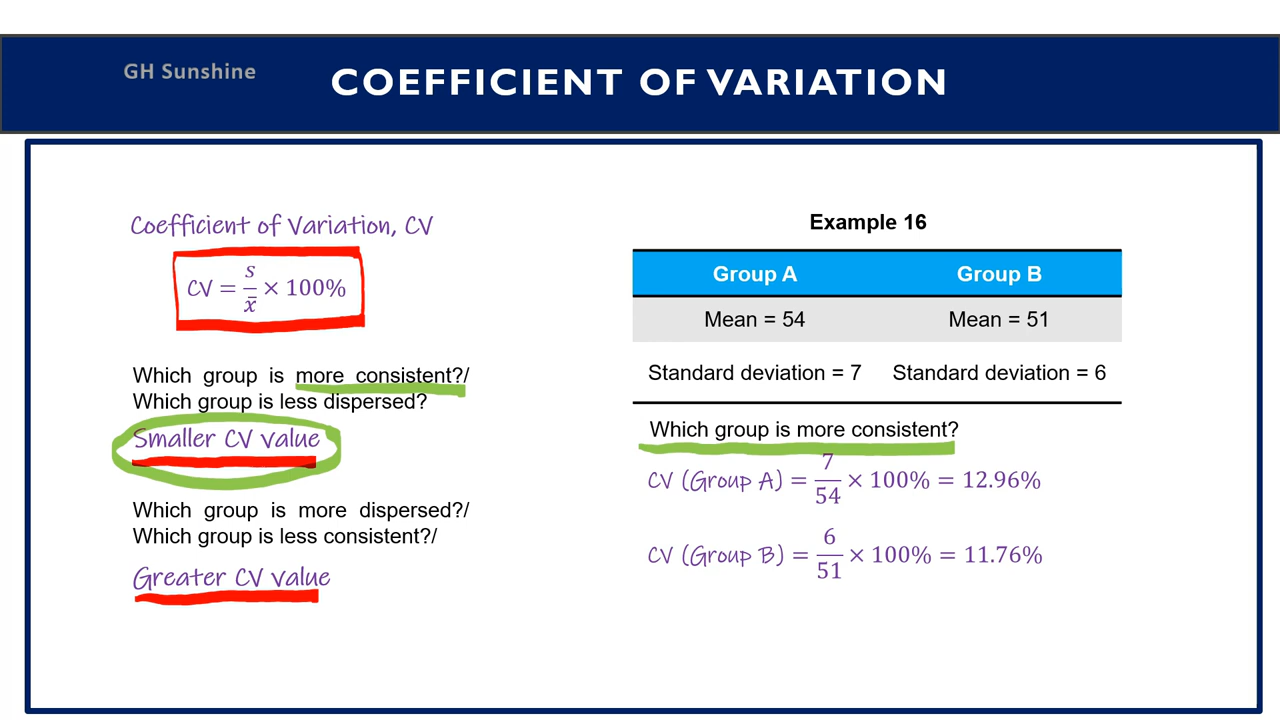 GH Sunshine
COEFFICIENT OF VARIATION
Coefficient of Variation, CV
CV = s/x̄ × 100%
Which group is more consistent?/
Which group is less dispersed?
Smaller CV value
Which group is more dispersed?/
Which group is less consistent?/
Greater CV value
Example 16
Group A Group B
Mean = 54 Mean = 51
Standard deviation = 7 Standard deviation = 6
Which group is more consistent?
CV (Group A) = 7/54 × 100% = 12.96%
CV (Group B) = 6/51 × 100% = 11.76%